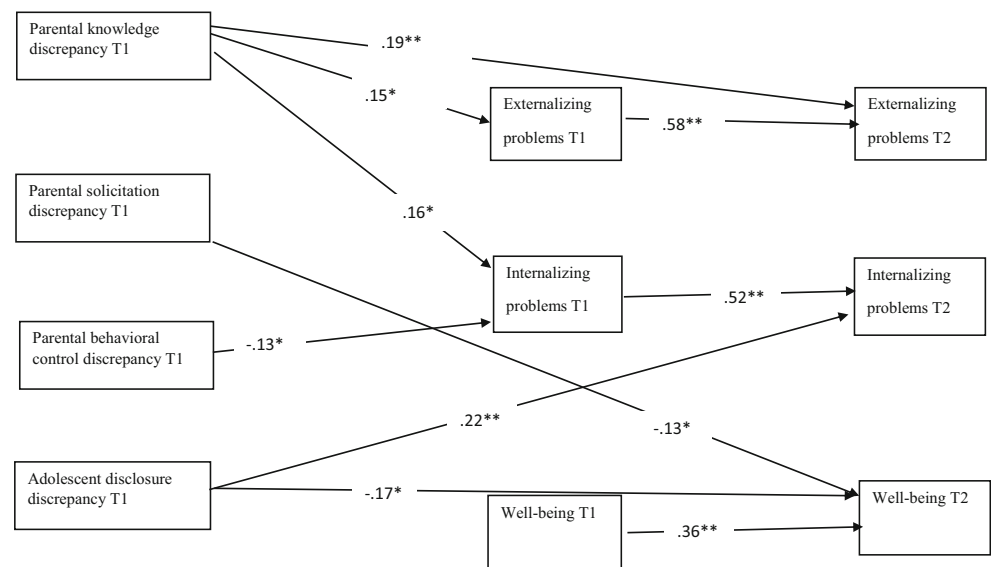 Parental knowledge
discrepancy T1
.19**
.15*
Externalizing
problems T1
.58**
Externalizing
problems T2
Parental solicitation
discrepancy T1
.16*
Internalizing
problems T1
.52**
Internalizing
problems T2
Parental behavioral
control discrepancy T1
-.13*
.22**
-.13*
Adolescent disclosure
discrepancy T1
-.17*
Well-being T1
.36**
Well-being T2